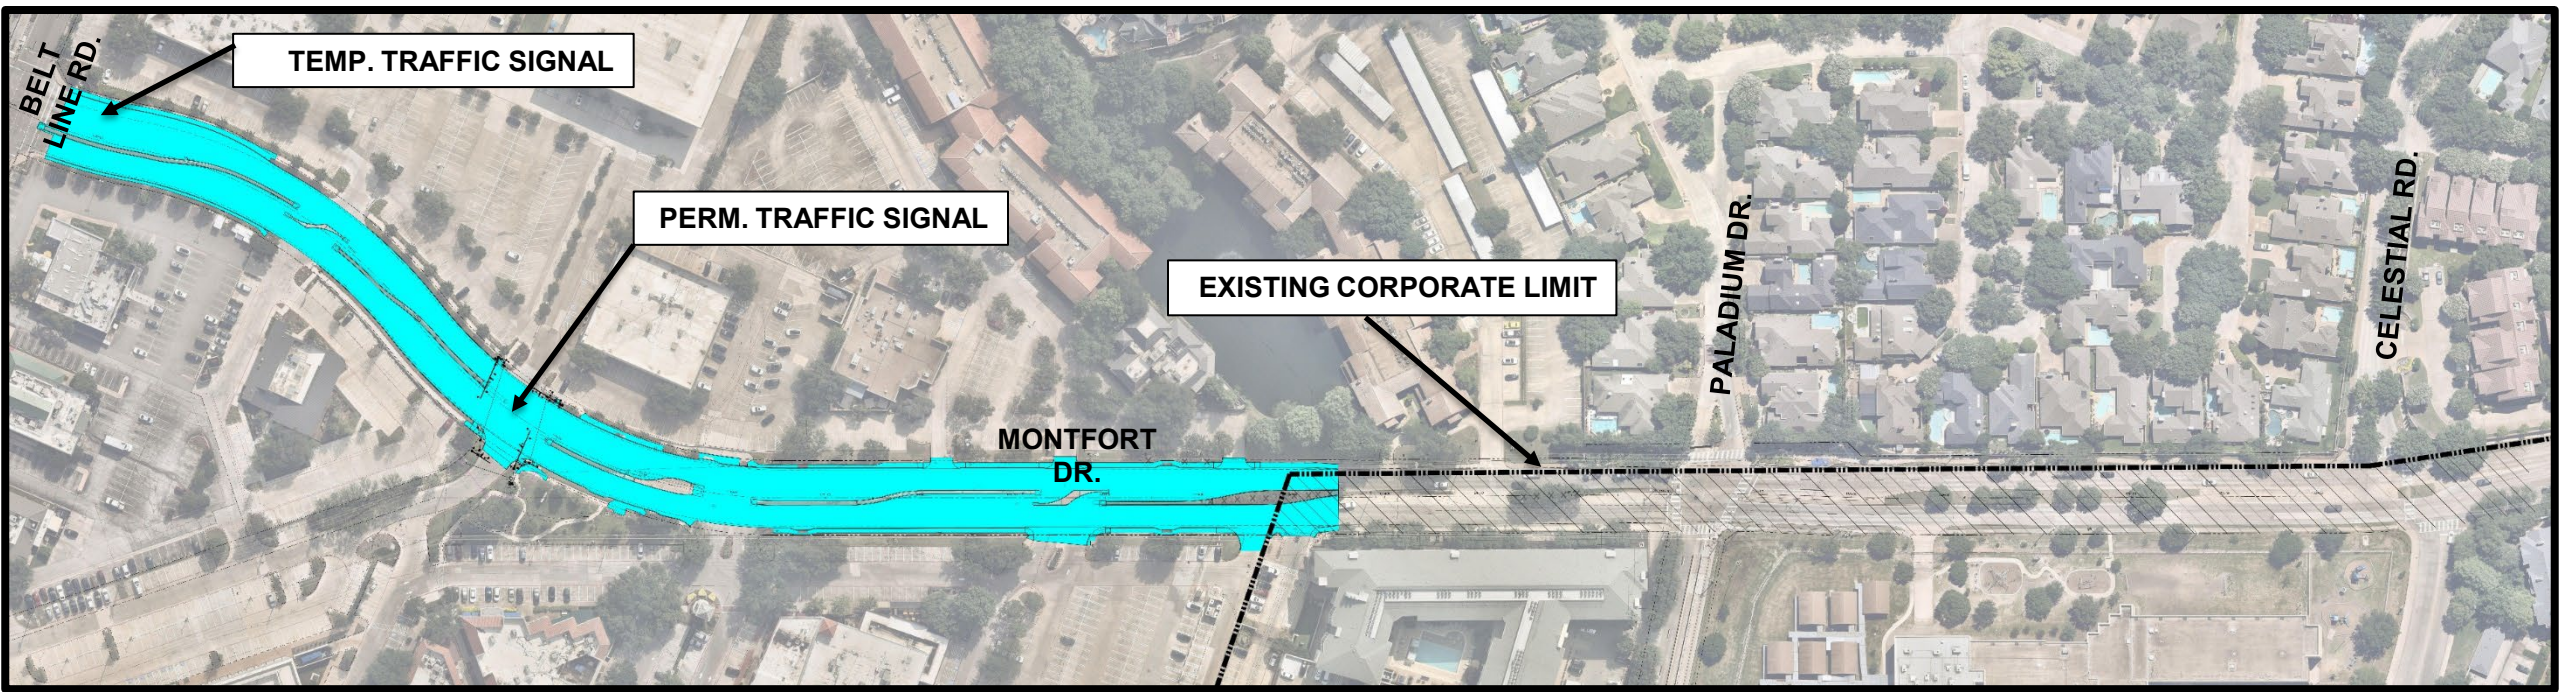 BELT
LINE RD.
TEMP. TRAFFIC SIGNAL
PERM. TRAFFIC SIGNAL
EXISTING CORPORATE LIMIT
MONTFORT
DR.
PALADIUM DR.
CELESTIAL RD.